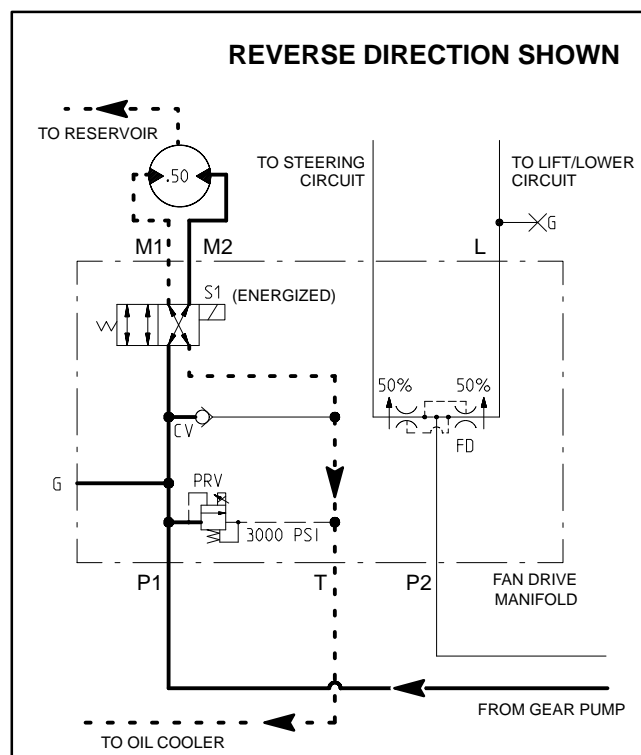 REVERSE DIRECTION SHOWN
TO RESERVOIR
TO STEERING
CIRCUIT
TO LIFT/LOWER
CIRCUIT
.50
G
M1
M2
L
S1
(ENERGIZED)
50%
50%
CV
FD
G
PRV
3000 PSI
P1
T
P2
FAN DRIVE
MANIFOLD
FROM GEAR PUMP
TO OIL COOLER